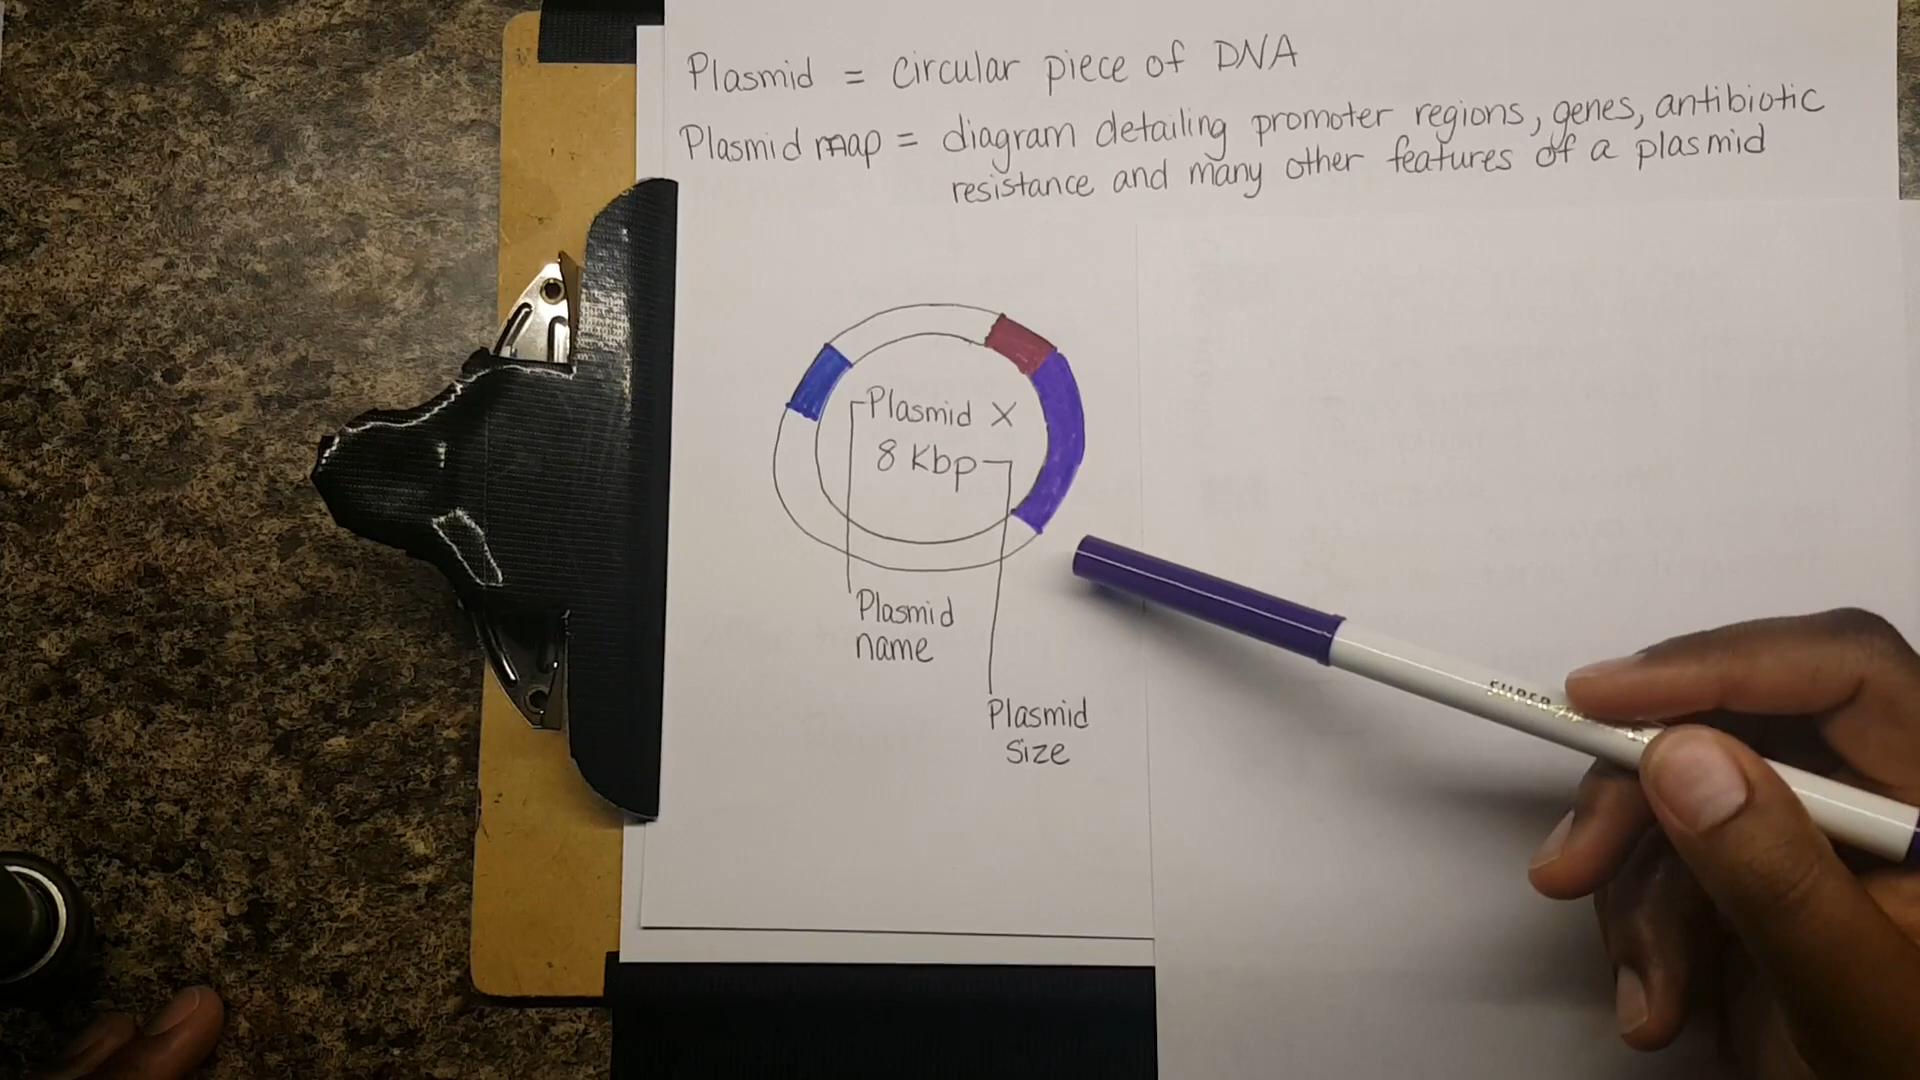 Plasmid = circular piece of DNA
Plasmid map = diagram detailing promoter regions, genes, antibiotic
resistance and many other features of a plasmid
Plasmid X
8 Kbp
Plasmid
name
Plasmid
Size
SUPER